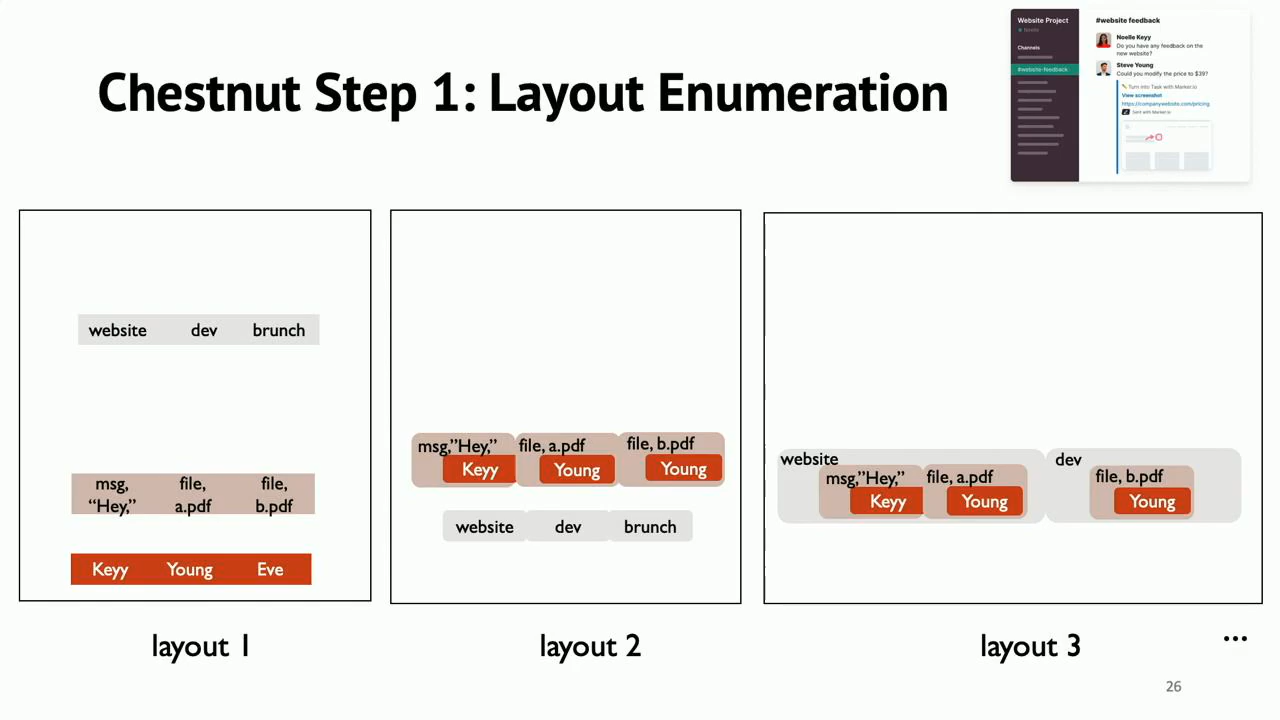 Chestnut Step 1: Layout Enumeration
Website Project
Noelle
Channels
#website-feedback
#website feedback
Noelle Keyy
Do you have any feedback on the
new website?
Steve Young
Could you modify the price to $39?
Turn into Task with Marker.io
View screenshot
https://companywebsite.com/pricing
Sent with Marker.io
website dev brunch
msg, file, file,
“Hey,” a.pdf b.pdf
Keyy Young Eve
layout 1
msg,”Hey,” file, a.pdf file, b.pdf
Keyy Young Young
website dev brunch
layout 2
website dev
msg,”Hey,” file, a.pdf file, b.pdf
Keyy Young Young
layout 3
...
26